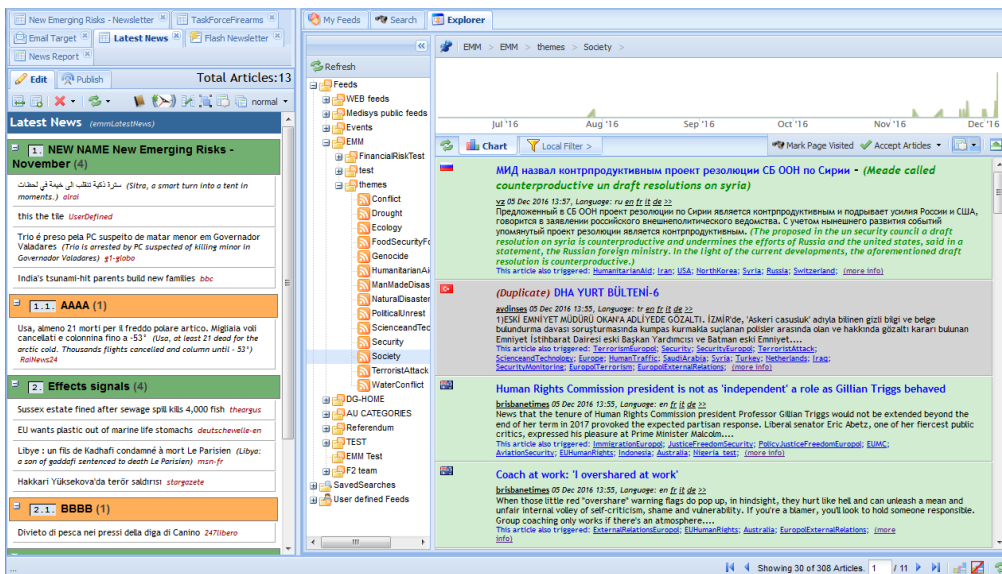 New Emerging Risks - Newsletter
TaskForceFirearms
Email Target
Latest News
Flash Newsletter
News Report
Edit
Publish
Total Articles:13
normal
Latest News (emmLatestNews)
1. NEW NAME New Emerging Risks -
November (4)
سترة ذكية تنقلب الى خيمة في لحظات (Sitra, a smart turn into a tent in
moments.) alrai
this the tile UserDefined
Trio é preso pela PC suspeito de matar menor em Governador
Valadares (Trio is arrested by PC suspected of killing minor in
Governador Valadares) g1-globo
India's tsunami-hit parents build new families bbc
1.1. AAAA (1)
Usa, almeno 21 morti per il freddo polare artico. Migliaia voli
cancellati e colonnina fino a -53° (Usa, at least 21 dead for the
arctic cold. Thousands flights cancelled and column until - 53°)
RaiNews24
2. Effects signals (4)
Sussex estate fined after sewage spill kills 4,000 fish theargus
EU wants plastic out of marine life stomachs deutschewelle-en
Libye : un fils de Kadhafi condamné à mort Le Parisien (Libya:
a son of gaddafi sentenced to death Le Parisien) msn-fr
Hakkari Yüksekova'da terör saldırısı stargazete
2.1. BBBB (1)
Divieto di pesca nei pressi della diga di Canino 247libero
...
My Feeds
Search
Explorer
Refresh
Feeds
WEB feeds
Medisys public feeds
Events
EMM
FinancialRiskTest
test
themes
Conflict
Drought
Ecology
FoodSecurityFo
Genocide
HumanitarianAi
ManMadeDisas
NaturalDisaster
PoliticalUnrest
ScienceandTec
Security
Society
TerroristAttack
WaterConflict
DG-HOME
AU CATEGORIES
Referendum
TEST
EMM Test
F2 team
SavedSearches
User defined Feeds
EMM > EMM > themes > Society >
Jul '16 Aug '16 Sep '16 Oct '16 Nov '16 Dec '16
Chart
Local Filter >
Mark Page Visited
Accept Articles
МИД назвал контрпродуктивным проект резолюции СБ ООН по Сирии - (Meade called
counterproductive un draft resolutions on syria)
vz 05 Dec 2016 13:57, Language: ru en fr it de >>
Предложенный в СБ ООН проект резолюции по Сирии является контрпродуктивным и подрывает усилия России и США,
говорится в заявлении российского внешнеполитического ведомства. С учетом нынешнего развития событий
упомянутый проект резолюции является контрпродуктивным. (The proposed in the un security council a draft
resolution on syria is counterproductive and undermines the efforts of Russia and the united states, said in a
statement, the Russian foreign ministry. In the light of the current developments, the aforementioned draft
resolution is counterproductive.)
This article also triggered: HumanitarianAid; Iran; USA; NorthKorea; Syria; Russia; Switzerland; (more info)
(Duplicate) DHA YURT BÜLTENİ-6
aydinses 05 Dec 2016 13:55, Language: tr en fr it de >>
1)ESKİ EMNİYET MÜDÜRÜ OKAN'A ADLİYEDE GÖZALTI. İZMİR'de, 'Askeri casusluk' adıyla bilinen gizli bilgi ve belge
bulundurma davası soruşturmasında kumpas kurmakla suçlanan polisler arasında olan ve hakkında gözaltı kararı bulunan
Emniyet İstihbarat Dairesi eski Başkan Yardımcısı ve Batman eski Emniyet....
This article also triggered: TerrorismEuropol; Security; SecurityEuropol; TerroristAttack;
ScienceandTechnology; Europe; HumanTraffic; SaudiArabia; Syria; Turkey; Netherlands; Iraq;
SecurityMonitoring; EuropolTerrorism; EuropolExternalRelations; (more info)
Human Rights Commission president is not as 'independent' a role as Gillian Triggs behaved
brisbanetimes 05 Dec 2016 13:55, Language: en fr it de >>
News that the tenure of Human Rights Commission president Professor Gillian Triggs would not be extended beyond the
end of her term in 2017 provoked the expected partisan response. Liberal senator Eric Abetz, one of her fiercest public
critics, expressed his pleasure at Prime Minister Malcolm....
This article also triggered: ImmigrationEuropol; JusticeFreedomSecurity; PolicyJusticeFreedomEuropol; EUMC;
AviationSecurity; EUHumanRights; Indonesia; Australia; Nigeria_test; (more info)
Coach at work: 'I overshared at work'
brisbanetimes 05 Dec 2016 13:55, Language: en fr it de >>
When those little red "overshare" warning flags do pop up, in hindsight, they hurt like hell and can unleash a mean and
unfair internal volley of self-criticism, shame and vulnerability. If you're a blamer, you'll look to hold someone responsible.
Group coaching only works if there's an atmosphere....
This article also triggered: ExternalRelationsEuropol; EUHumanRights; Australia; EuropolExternalRelations; (more
info)
Showing 30 of 308 Articles. 1 / 11